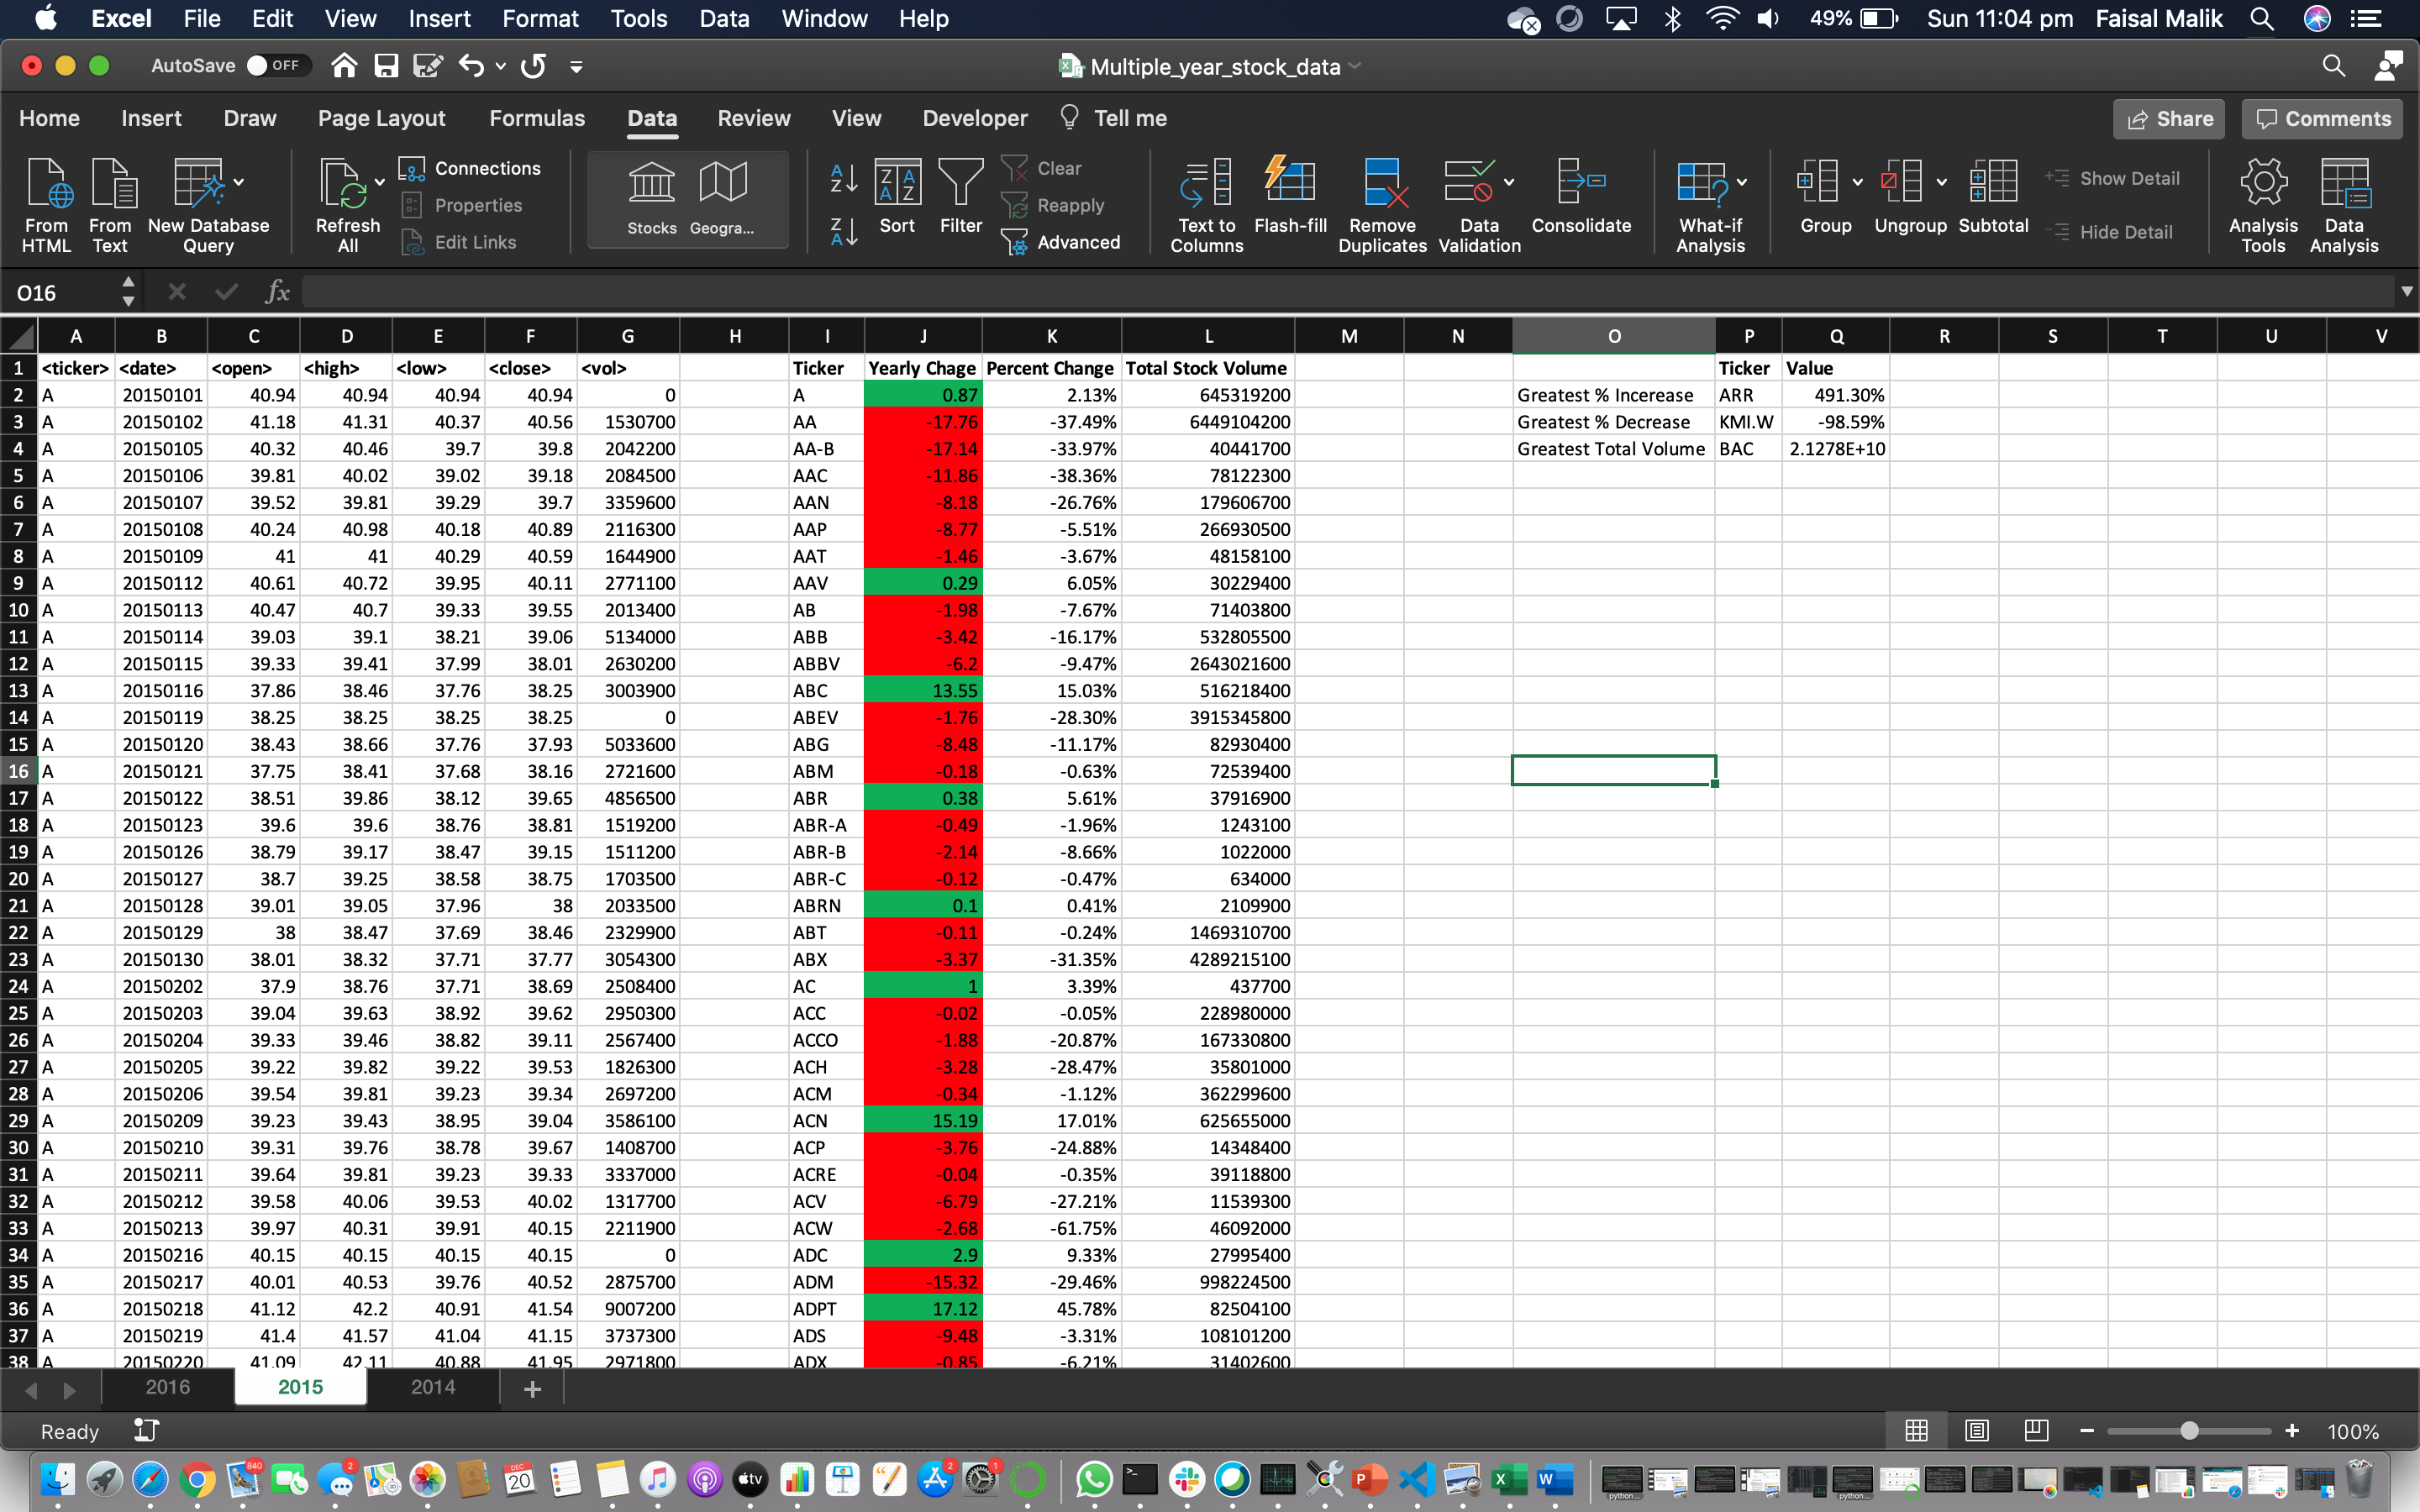 Excel File Edit View Insert Format Tools Data Window Help 49% Sun 11:04 pm Faisal Malik
AutoSave OFF Multiple_year_stock_data
Home Insert Draw Page Layout Formulas Data Review View Developer Tell me Share Comments
From HTML From Text New Database Query Refresh All Connections Properties Edit Links Stocks Geogra... Sort Filter Clear Reapply Advanced Text to Columns Flash-fill Remove Duplicates Data Validation Consolidate What-if Analysis Group Ungroup Subtotal Show Detail Hide Detail Analysis Tools Data Analysis
O16 fx
A B C D E F G H I J K L M N O P Q R S T U V
1 <ticker> <date> <open> <high> <low> <close> <vol> Ticker Yearly Chage Percent Change Total Stock Volume Ticker Value
2 A 20150101 40.94 40.94 40.94 40.94 0 A 0.87 2.13% 645319200 Greatest % Incerease ARR 491.30%
3 A 20150102 41.18 41.31 40.37 40.56 1530700 AA -17.76 -37.49% 6449104200 Greatest % Decrease KMI.W -98.59%
4 A 20150105 40.32 40.46 39.7 39.8 2042200 AA-B -17.14 -33.97% 40441700 Greatest Total Volume BAC 2.1278E+10
5 A 20150106 39.81 40.02 39.02 39.18 2084500 AAC -11.86 -38.36% 78122300
6 A 20150107 39.52 39.81 39.29 39.7 3359600 AAN -8.18 -26.76% 179606700
7 A 20150108 40.24 40.98 40.18 40.89 2116300 AAP -8.77 -5.51% 266930500
8 A 20150109 41 41 40.29 40.59 1644900 AAT -1.46 -3.67% 48158100
9 A 20150112 40.61 40.72 39.95 40.11 2771100 AAV 0.29 6.05% 30229400
10 A 20150113 40.47 40.7 39.33 39.55 2013400 AB -1.98 -7.67% 71403800
11 A 20150114 39.03 39.1 38.21 39.06 5134000 ABB -3.42 -16.17% 532805500
12 A 20150115 39.33 39.41 37.99 38.01 2630200 ABBV -6.2 -9.47% 2643021600
13 A 20150116 37.86 38.46 37.76 38.25 3003900 ABC 13.55 15.03% 516218400
14 A 20150119 38.25 38.25 38.25 38.25 0 ABEV -1.76 -28.30% 3915345800
15 A 20150120 38.43 38.66 37.76 37.93 5033600 ABG -8.48 -11.17% 82930400
16 A 20150121 37.75 38.41 37.68 38.16 2721600 ABM -0.18 -0.63% 72539400
17 A 20150122 38.51 39.86 38.12 39.65 4856500 ABR 0.38 5.61% 37916900
18 A 20150123 39.6 39.6 38.76 38.81 1519200 ABR-A -0.49 -1.96% 1243100
19 A 20150126 38.79 39.17 38.47 39.15 1511200 ABR-B -2.14 -8.66% 1022000
20 A 20150127 38.7 39.25 38.58 38.75 1703500 ABR-C -0.12 -0.47% 634000
21 A 20150128 39.01 39.05 37.96 38 2033500 ABRN 0.1 0.41% 2109900
22 A 20150129 38 38.47 37.69 38.46 2329900 ABT -0.11 -0.24% 1469310700
23 A 20150130 38.01 38.32 37.71 37.77 3054300 ABX -3.37 -31.35% 4289215100
24 A 20150202 37.9 38.76 37.71 38.69 2508400 AC 1 3.39% 437700
25 A 20150203 39.04 39.63 38.92 39.62 2950300 ACC -0.02 -0.05% 228980000
26 A 20150204 39.33 39.46 38.82 39.11 2567400 ACCO -1.88 -20.87% 167330800
27 A 20150205 39.22 39.82 39.22 39.53 1826300 ACH -3.28 -28.47% 35801000
28 A 20150206 39.54 39.81 39.23 39.34 2697200 ACM -0.34 -1.12% 362299600
29 A 20150209 39.23 39.43 38.95 39.04 3586100 ACN 15.19 17.01% 625655000
30 A 20150210 39.31 39.76 38.78 39.67 1408700 ACP -3.76 -24.88% 14348400
31 A 20150211 39.64 39.81 39.23 39.33 3337000 ACRE -0.04 -0.35% 39118800
32 A 20150212 39.58 40.06 39.53 40.02 1317700 ACV -6.79 -27.21% 11539300
33 A 20150213 39.97 40.31 39.91 40.15 2211900 ACW -2.68 -61.75% 46092000
34 A 20150216 40.15 40.15 40.15 40.15 0 ADC 2.9 9.33% 27995400
35 A 20150217 40.01 40.53 39.76 40.52 2875700 ADM -15.32 -29.46% 998224500
36 A 20150218 41.12 42.2 40.91 41.54 9007200 ADPT 17.12 45.78% 82504100
37 A 20150219 41.4 41.57 41.04 41.15 3737300 ADS -9.48 -3.31% 108101200
38 A 20150220 41.09 42.11 40.88 41.95 2971800 ADX -0.85 -6.21% 31402600
2016 2015 2014 +
Ready 100%
840 2 DEC 20 tv 2 1 P X W python python